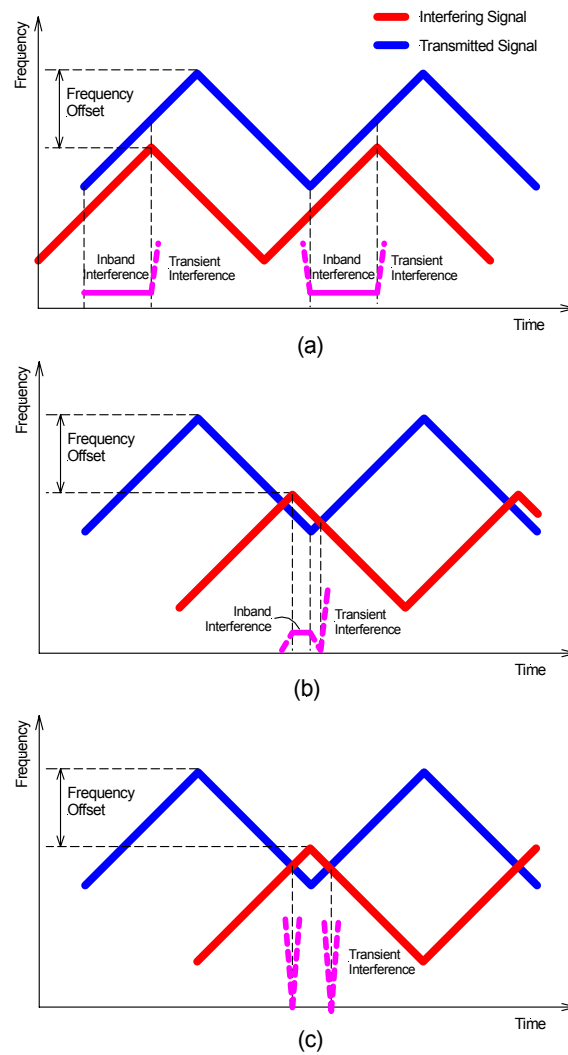 Interfering Signal
Transmitted Signal
Frequency
Frequency
Offset
Inband
Interference
Transient
Interference
Inband
Interference
Transient
Interference
Time
(a)
Frequency
Frequency
Offset
Inband
Interference
Transient
Interference
Time
(b)
Frequency
Frequency
Offset
Transient
Interference
Time
(c)